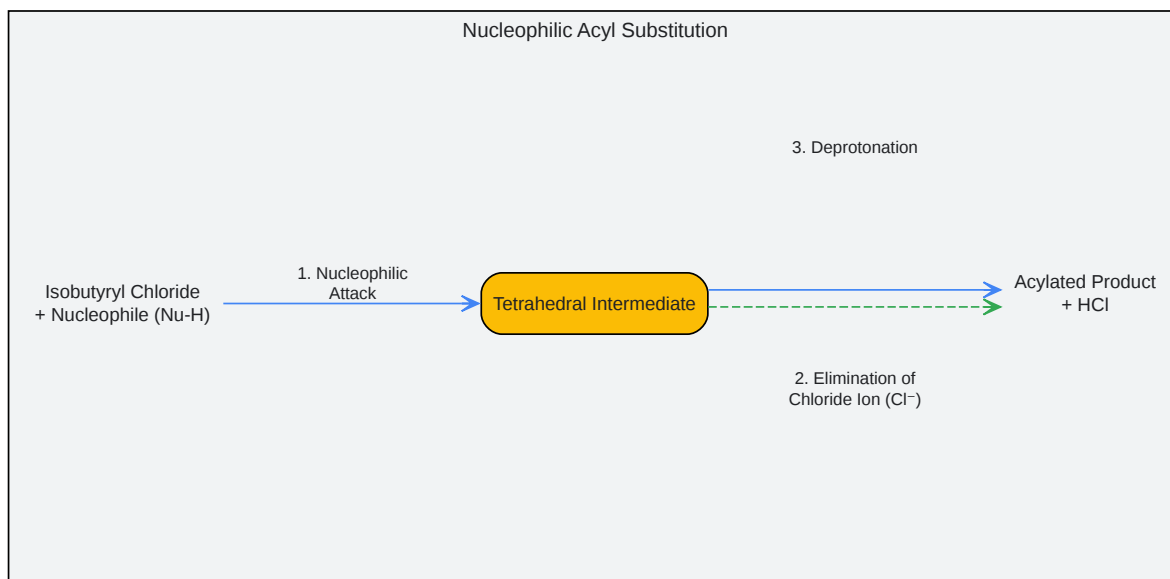 Nucleophilic Acyl Substitution
3. Deprotonation
1. Nucleophilic
Attack
Isobutyryl Chloride
+ Nucleophile (Nu-H)
Tetrahedral Intermediate
Acylated Product
+ HCl
2. Elimination of
Chloride Ion (Cl⁻)